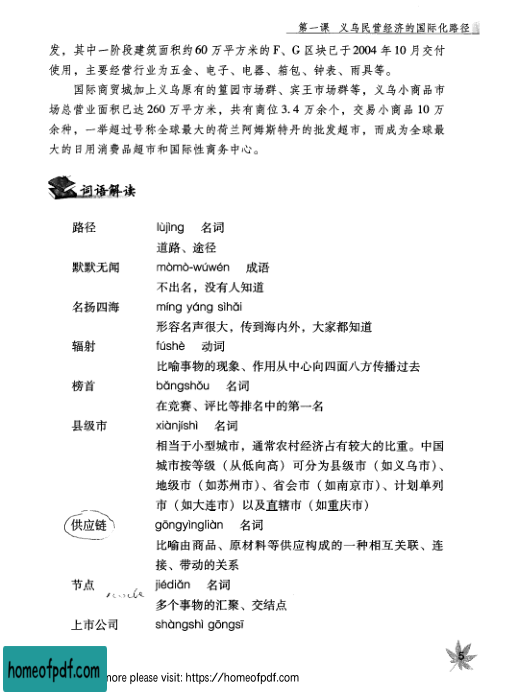 第一课 义乌民营经济的国际化路径
发，其中一阶段建筑面积约60 万平方米的 F、G 区块已于2004 年 10 月交付
使用，主要经营行业为五金、电子、电器、箱包、钟表、雨具等。
国际商贸城加上义乌原有的篁园市场群、宾王市场群等，义乌小商品市
场总营业面积已达 260 万平方米，共有商位 3.4 万余个，交易小商品 10 万
余种，一举超过号称全球最大的荷兰阿姆斯特丹的批发超市，而成为全球最
大的日用消费品超市和国际性商务中心。
词语解读
路径 lùjìng 名词
道路、途径
默默无闻 mòmò-wúwén 成语
不出名，没有人知道
名扬四海 míng yáng sìhǎi
形容名声很大，传到海内外，大家都知道
辐射 fúshè 动词
比喻事物的现象、作用从中心向四面八方传播过去
榜首 bǎngshǒu 名词
在竞赛、评比等排名中的第一名
县级市 xiànjíshì 名词
相当于小型城市，通常农村经济占有较大的比重。中国
城市按等级（从低向高）可分为县级市（如义乌市）、
地级市（如苏州市）、省会市（如南京市）、计划单列
市（如大连市）以及直辖市（如重庆市）
供应链 gōngyìngliàn 名词
比喻由商品、原材料等供应构成的一种相互关联、连
接、带动的关系
节点 jiédiǎn 名词
多个事物的汇聚、交结点
上市公司 shàngshì gōngsī
5
homeofpdf.com
more please visit: https://homeofpdf.com